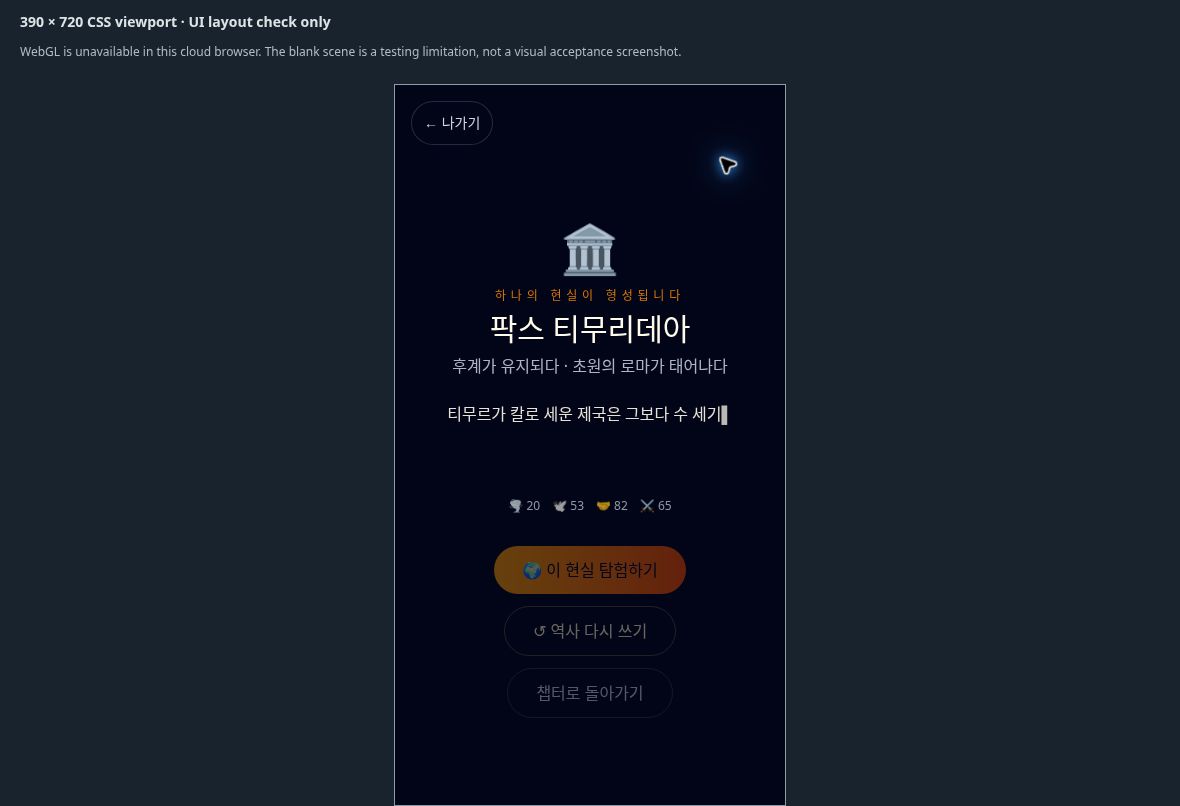 390 × 720 CSS viewport · UI layout check only
WebGL is unavailable in this cloud browser. The blank scene is a testing limitation, not a visual acceptance screenshot.
← 나가기
하나의 현실이 형성됩니다
팍스 티무리데아
후계가 유지되다 · 초원의 로마가 태어나다
티무르가 칼로 세운 제국은 그보다 수 세기
🌪️ 20 🕊️ 53 🤝 82 ⚔️ 65
🌍 이 현실 탐험하기
↺ 역사 다시 쓰기
챕터로 돌아가기